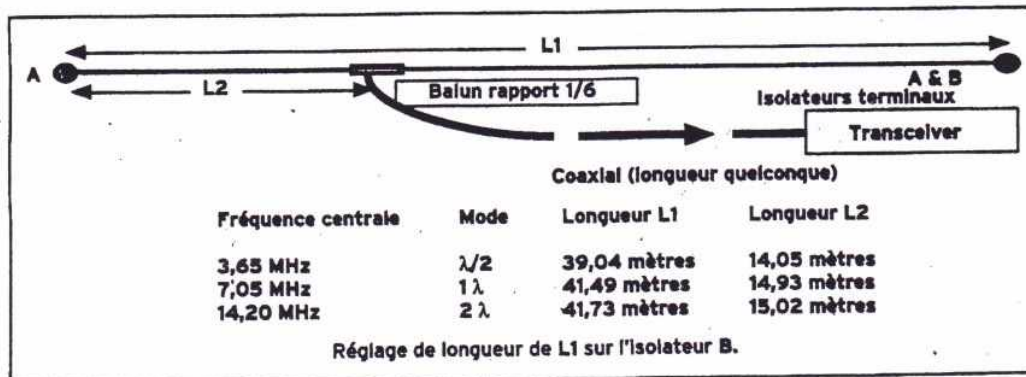 L1
A
L2
Balun rapport 1/6
A & B
Isolateurs terminaux
Transceiver
Coaxial (longueur quelconque)
Fréquence centrale Mode Longueur L1 Longueur L2
3,65 MHz λ/2 39,04 mètres 14,05 mètres
7,05 MHz 1 λ 41,49 mètres 14,93 mètres
14,20 MHz 2 λ 41,73 mètres 15,02 mètres
Réglage de longueur de L1 sur l'isolateur B.